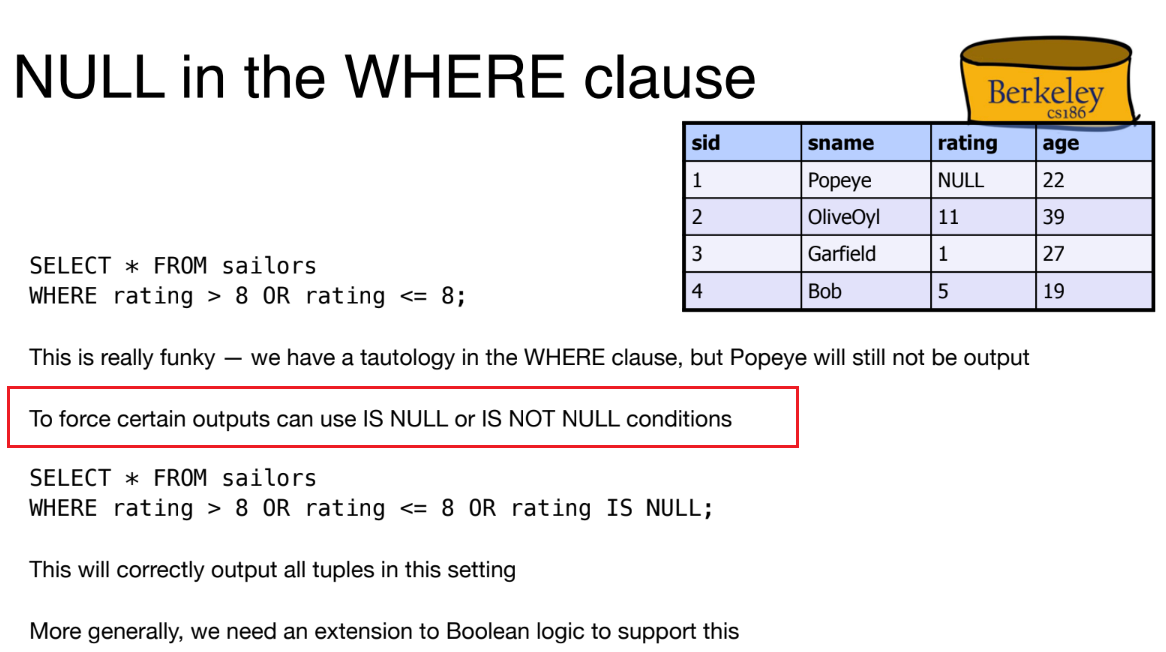 NULL in the WHERE clause
Berkeley
cs186
sid sname rating age
1 Popeye NULL 22
2 OliveOyl 11 39
3 Garfield 1 27
4 Bob 5 19
SELECT * FROM sailors
WHERE rating > 8 OR rating <= 8;
This is really funky — we have a tautology in the WHERE clause, but Popeye will still not be output
To force certain outputs can use IS NULL or IS NOT NULL conditions
SELECT * FROM sailors
WHERE rating > 8 OR rating <= 8 OR rating IS NULL;
This will correctly output all tuples in this setting
More generally, we need an extension to Boolean logic to support this